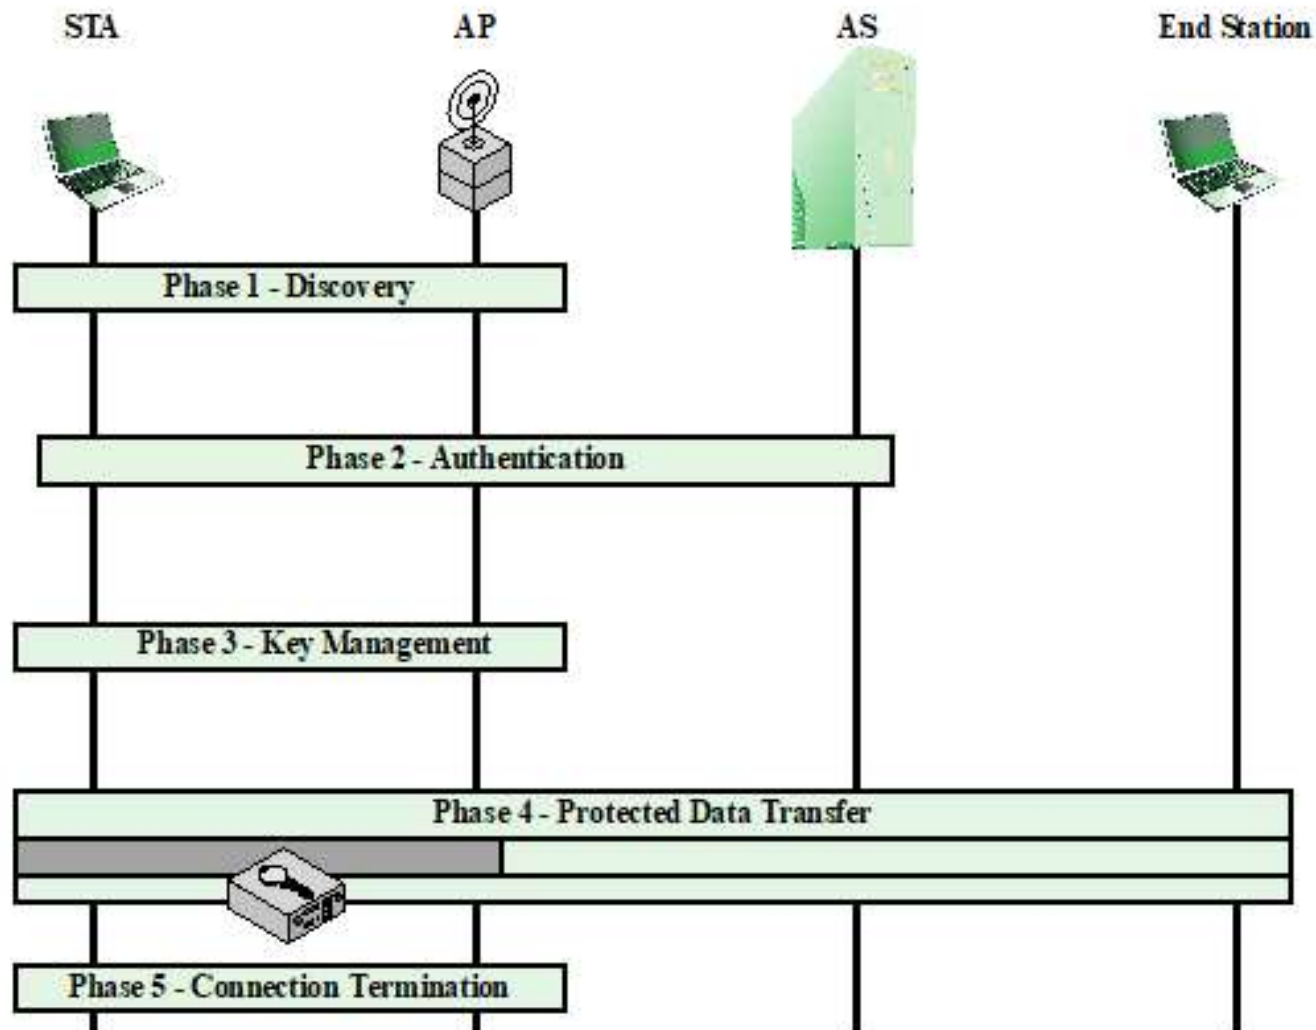 STA
AP
AS
End Station
Phase 1 - Discovery
Phase 2 - Authentication
Phase 3 - Key Management
Phase 4 - Protected Data Transfer
Phase 5 - Connection Termination